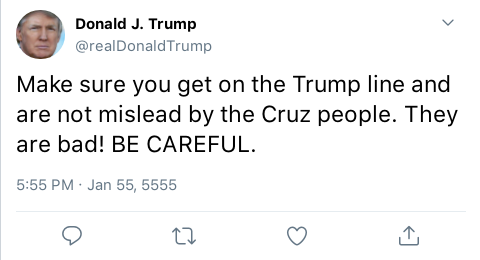 Donald J. Trump
@realDonaldTrump
Make sure you get on the Trump line and
are not mislead by the Cruz people. They
are bad! BE CAREFUL.
5:55 PM · Jan 55, 5555